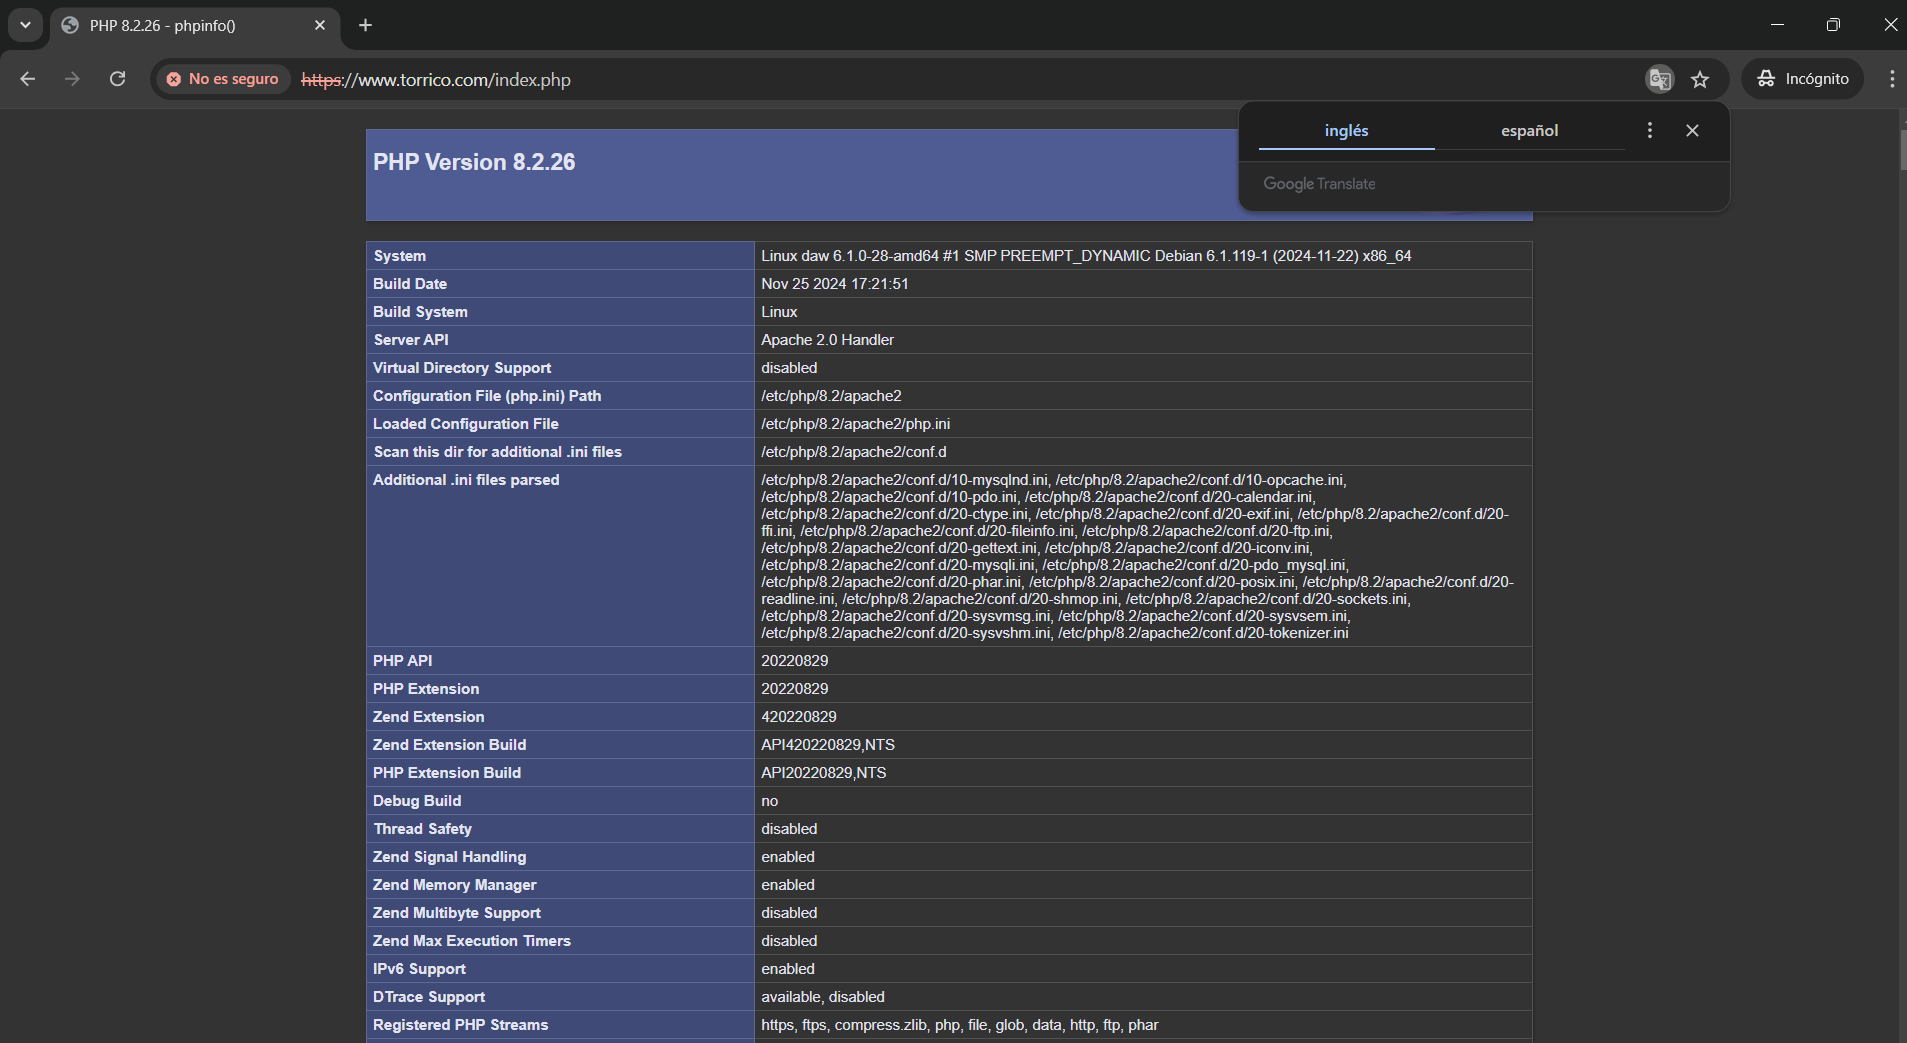 PHP 8.2.26 - phpinfo()
No es seguro
https://www.torrico.com/index.php
Incógnito
inglés
español
Google Translate
PHP Version 8.2.26
System Linux daw 6.1.0-28-amd64 #1 SMP PREEMPT_DYNAMIC Debian 6.1.119-1 (2024-11-22) x86_64
Build Date Nov 25 2024 17:21:51
Build System Linux
Server API Apache 2.0 Handler
Virtual Directory Support disabled
Configuration File (php.ini) Path /etc/php/8.2/apache2
Loaded Configuration File /etc/php/8.2/apache2/php.ini
Scan this dir for additional .ini files /etc/php/8.2/apache2/conf.d
Additional .ini files parsed /etc/php/8.2/apache2/conf.d/10-mysqlnd.ini, /etc/php/8.2/apache2/conf.d/10-opcache.ini,
/etc/php/8.2/apache2/conf.d/10-pdo.ini, /etc/php/8.2/apache2/conf.d/20-calendar.ini,
/etc/php/8.2/apache2/conf.d/20-ctype.ini, /etc/php/8.2/apache2/conf.d/20-exif.ini, /etc/php/8.2/apache2/conf.d/20-
ffi.ini, /etc/php/8.2/apache2/conf.d/20-fileinfo.ini, /etc/php/8.2/apache2/conf.d/20-ftp.ini,
/etc/php/8.2/apache2/conf.d/20-gettext.ini, /etc/php/8.2/apache2/conf.d/20-iconv.ini,
/etc/php/8.2/apache2/conf.d/20-mysqli.ini, /etc/php/8.2/apache2/conf.d/20-pdo_mysql.ini,
/etc/php/8.2/apache2/conf.d/20-phar.ini, /etc/php/8.2/apache2/conf.d/20-posix.ini, /etc/php/8.2/apache2/conf.d/20-
readline.ini, /etc/php/8.2/apache2/conf.d/20-shmop.ini, /etc/php/8.2/apache2/conf.d/20-sockets.ini,
/etc/php/8.2/apache2/conf.d/20-sysvmsg.ini, /etc/php/8.2/apache2/conf.d/20-sysvsem.ini,
/etc/php/8.2/apache2/conf.d/20-sysvshm.ini, /etc/php/8.2/apache2/conf.d/20-tokenizer.ini
PHP API 20220829
PHP Extension 20220829
Zend Extension 420220829
Zend Extension Build API420220829,NTS
PHP Extension Build API20220829,NTS
Debug Build no
Thread Safety disabled
Zend Signal Handling enabled
Zend Memory Manager enabled
Zend Multibyte Support disabled
Zend Max Execution Timers disabled
IPv6 Support enabled
DTrace Support available, disabled
Registered PHP Streams https, ftps, compress.zlib, php, file, glob, data, http, ftp, phar